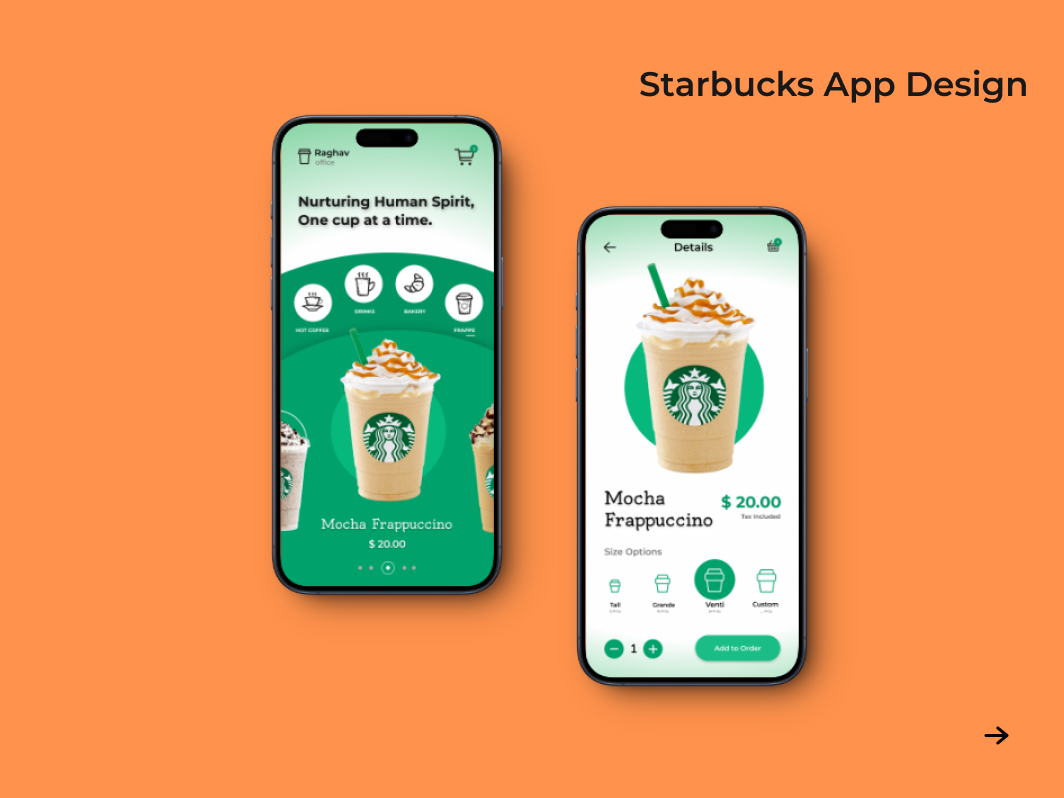 Starbucks App Design
Raghav
office
Nurturing Human Spirit,
One cup at a time.
HOT COFFEE
DRINKS
BAKERY
FRAPPE
Mocha Frappuccino
$ 20.00
Details
Mocha
Frappuccino
$ 20.00
Tax Included
Size Options
Tall
Grande
Venti
Custom
1
Add to Order